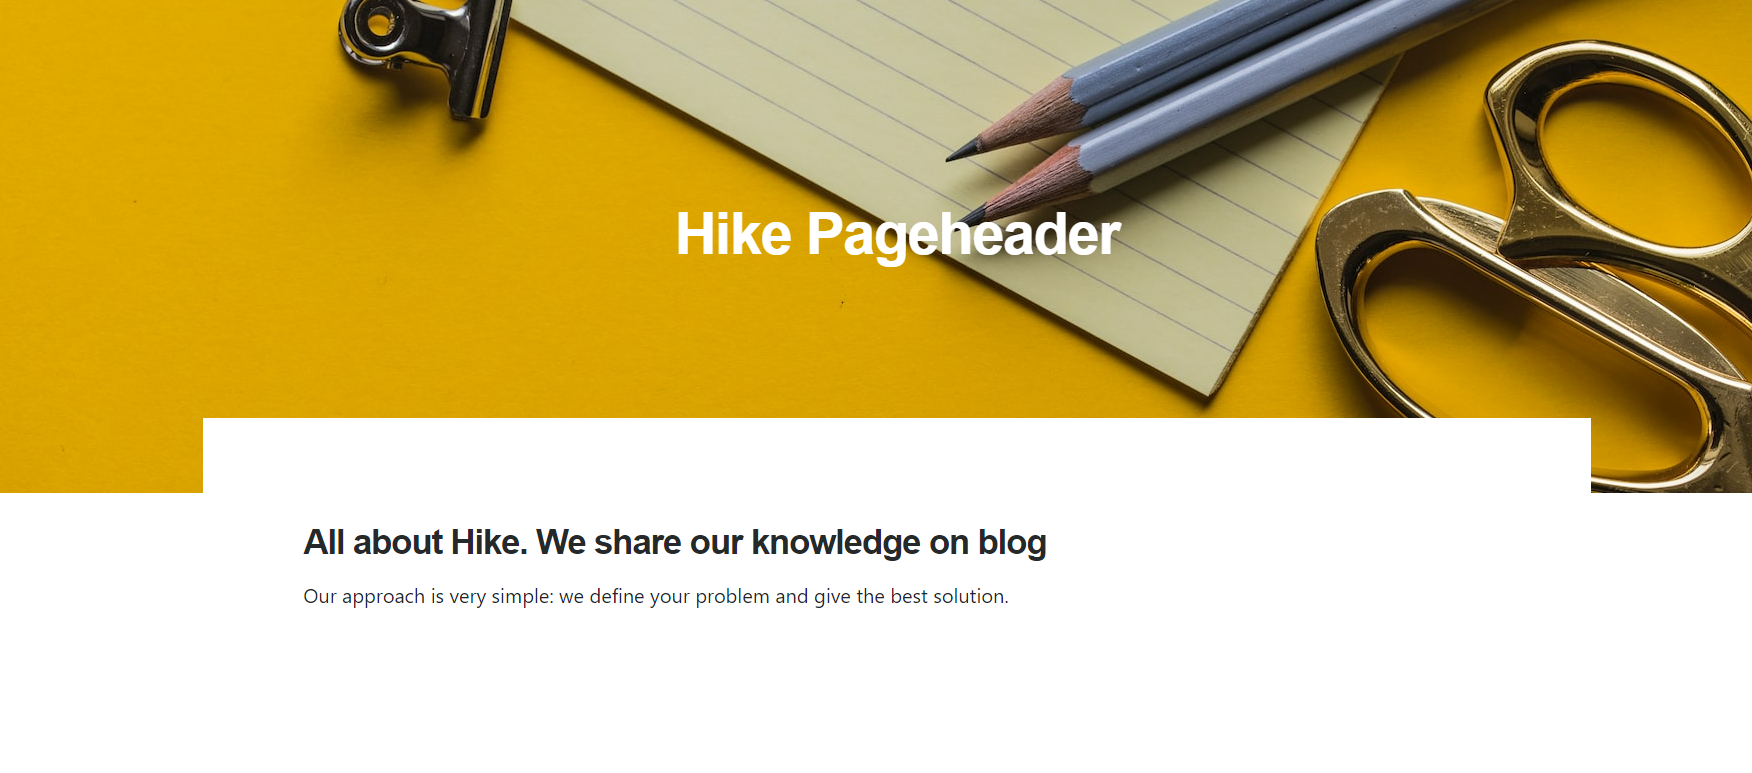 Hike Pageheader
All about Hike. We share our knowledge on blog
Our approach is very simple: we define your problem and give the best solution.